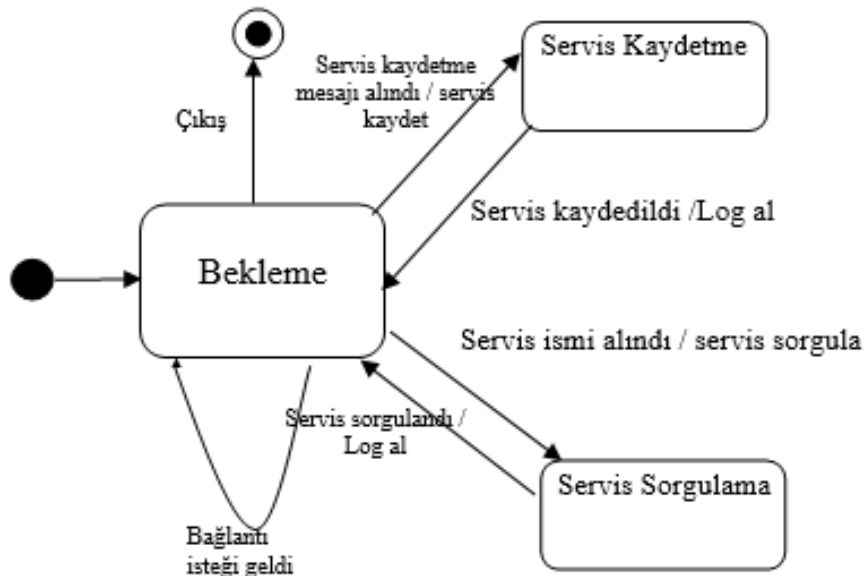 Servis Kaydetme
Servis kaydetme
mesajı alındı / servis
kaydet
Çıkış
Servis kaydedildi /Log al
Bekleme
Servis ismi alındı / servis sorgula
Servis sorgulandı /
Log al
Servis Sorgulama
Bağlantı
isteği geldi